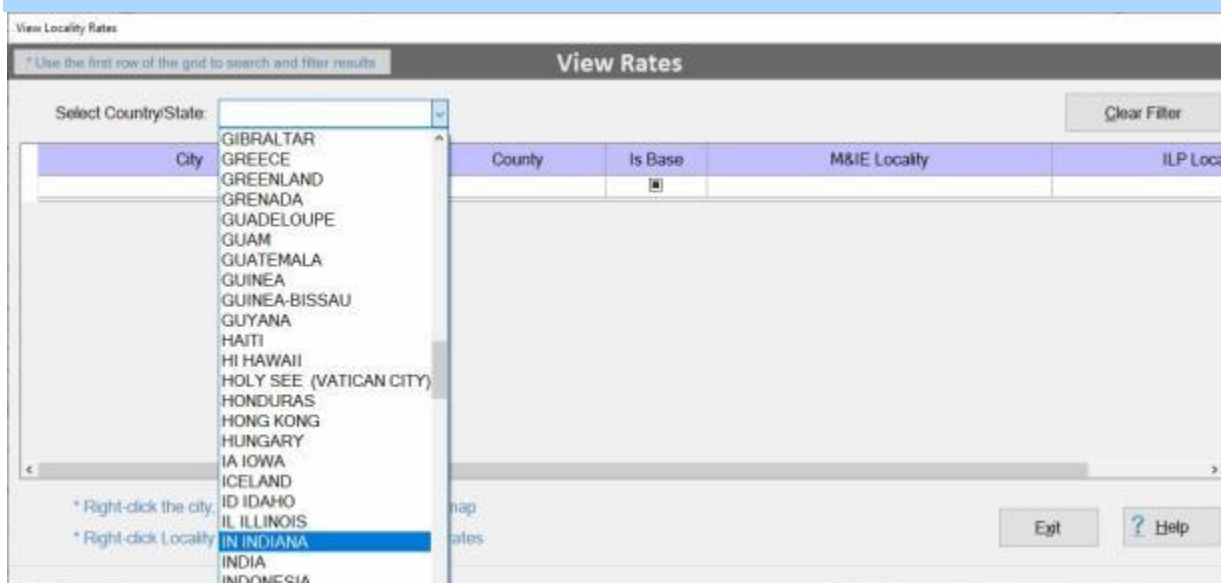 View Locality Rates
* Use the first row of the grid to search and filter results
View Rates
Select Country/State:
Clear Filter
City County Is Base M&IE Locality ILP Loca
GIBRALTAR
GREECE
GREENLAND
GRENADA
GUADELOUPE
GUAM
GUATEMALA
GUINEA
GUINEA-BISSAU
GUYANA
HAITI
HI HAWAII
HOLY SEE (VATICAN CITY)
HONDURAS
HONG KONG
HUNGARY
IA IOWA
ICELAND
ID IDAHO
IL ILLINOIS
IN INDIANA
INDIA
INDONESIA
* Right-click the city, map
* Right-click Locality ates
Exit
? Help